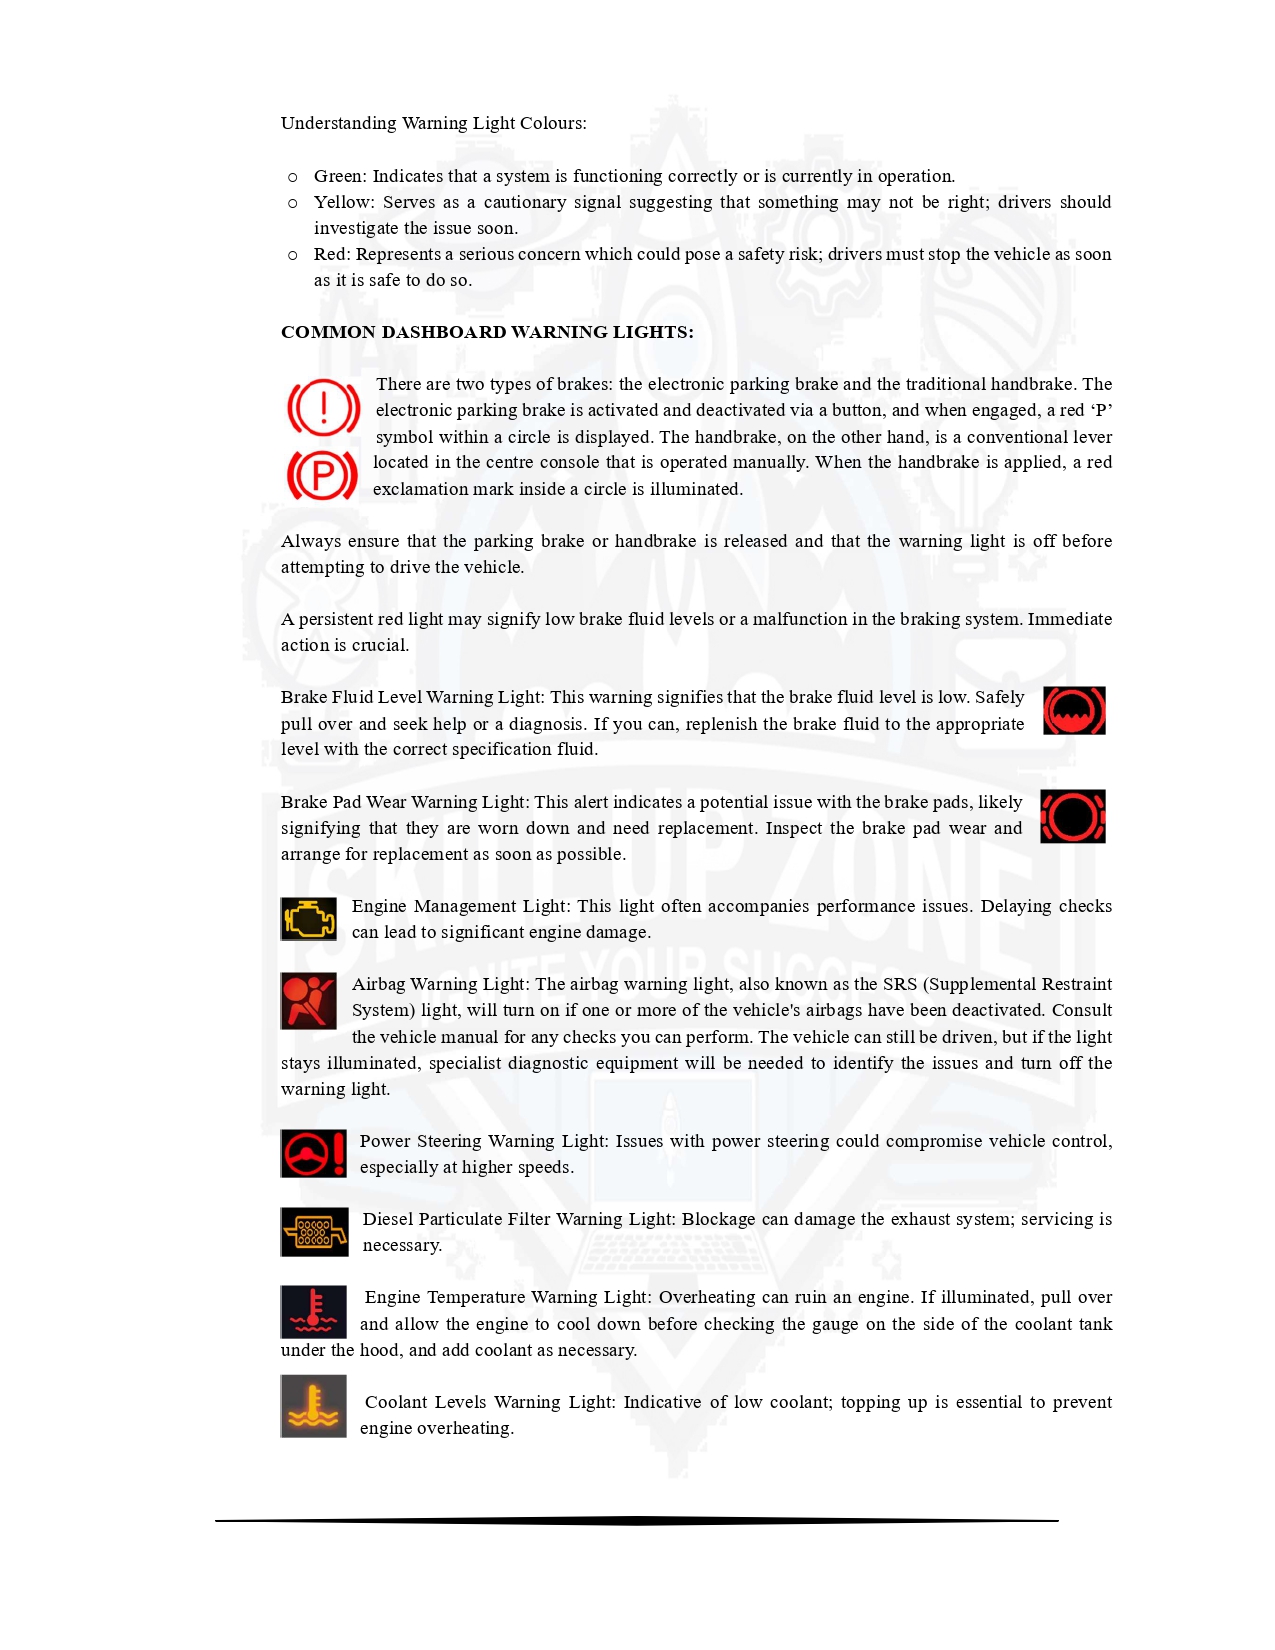 Understanding Warning Light Colours:
○ Green: Indicates that a system is functioning correctly or is currently in operation.
○ Yellow: Serves as a cautionary signal suggesting that something may not be right; drivers should
investigate the issue soon.
○ Red: Represents a serious concern which could pose a safety risk; drivers must stop the vehicle as soon
as it is safe to do so.
COMMON DASHBOARD WARNING LIGHTS:
There are two types of brakes: the electronic parking brake and the traditional handbrake. The
electronic parking brake is activated and deactivated via a button, and when engaged, a red ‘P’
symbol within a circle is displayed. The handbrake, on the other hand, is a conventional lever
located in the centre console that is operated manually. When the handbrake is applied, a red
exclamation mark inside a circle is illuminated.
!
P
Always ensure that the parking brake or handbrake is released and that the warning light is off before
attempting to drive the vehicle.
A persistent red light may signify low brake fluid levels or a malfunction in the braking system. Immediate
action is crucial.
Brake Fluid Level Warning Light: This warning signifies that the brake fluid level is low. Safely
pull over and seek help or a diagnosis. If you can, replenish the brake fluid to the appropriate
level with the correct specification fluid.
Brake Pad Wear Warning Light: This alert indicates a potential issue with the brake pads, likely
signifying that they are worn down and need replacement. Inspect the brake pad wear and
arrange for replacement as soon as possible.
SKILL UP ZONE
IGNITE YOUR SUCCESS
Engine Management Light: This light often accompanies performance issues. Delaying checks
can lead to significant engine damage.
Airbag Warning Light: The airbag warning light, also known as the SRS (Supplemental Restraint
System) light, will turn on if one or more of the vehicle's airbags have been deactivated. Consult
the vehicle manual for any checks you can perform. The vehicle can still be driven, but if the light
stays illuminated, specialist diagnostic equipment will be needed to identify the issues and turn off the
warning light.
Power Steering Warning Light: Issues with power steering could compromise vehicle control,
especially at higher speeds.
Diesel Particulate Filter Warning Light: Blockage can damage the exhaust system; servicing is
necessary.
Engine Temperature Warning Light: Overheating can ruin an engine. If illuminated, pull over
and allow the engine to cool down before checking the gauge on the side of the coolant tank
under the hood, and add coolant as necessary.
Coolant Levels Warning Light: Indicative of low coolant; topping up is essential to prevent
engine overheating.